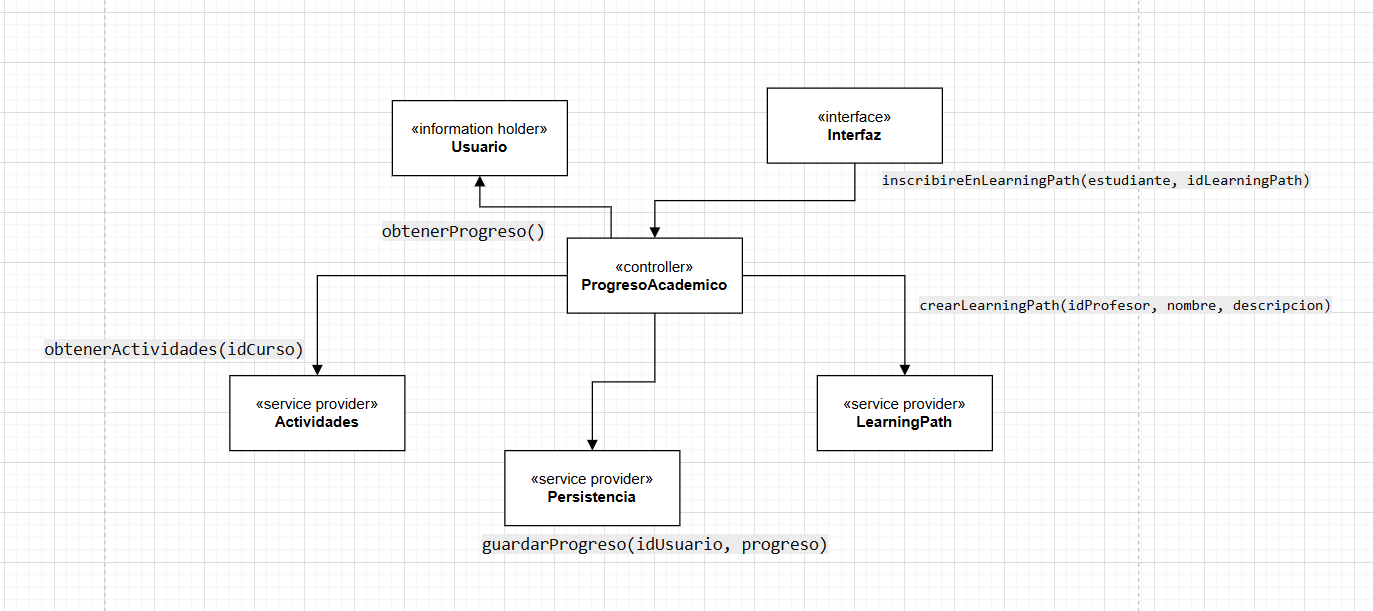 «interface»
Interfaz
«information holder»
Usuario
inscribireEnLearningPath(estudiante, idLearningPath)
obtenerProgreso()
«controller»
ProgresoAcademico
crearLearningPath(idProfesor, nombre, descripcion)
obtenerActividades(idCurso)
«service provider»
Actividades
«service provider»
LearningPath
«service provider»
Persistencia
guardarProgreso(idUsuario, progreso)